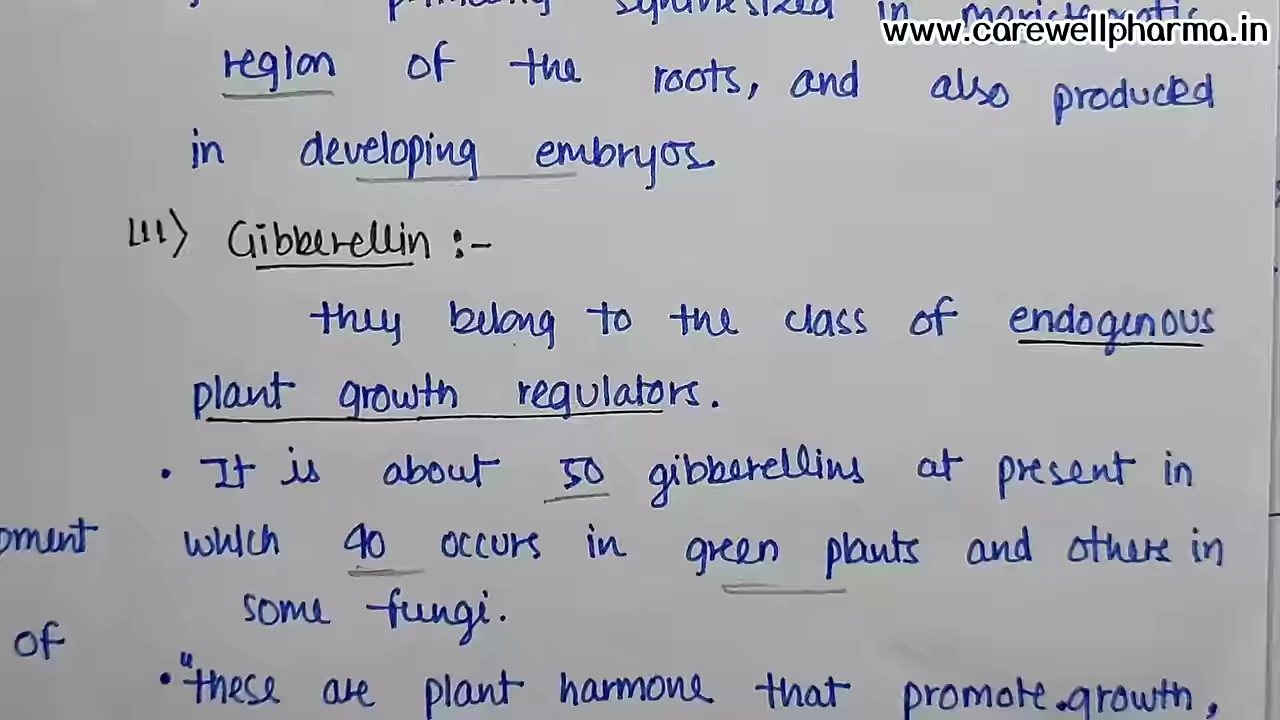 synthesized in
www.carewellpharma.in
region of the roots, and also produced
in developing embryos.
III) Gibberellin :-
they belong to the class of endogenous
plant growth regulators.
• It is about 50 gibberellins at present in
which 40 occurs in green plants and others in
some fungi.
• "these are plant harmone that promote growth,
oment
of